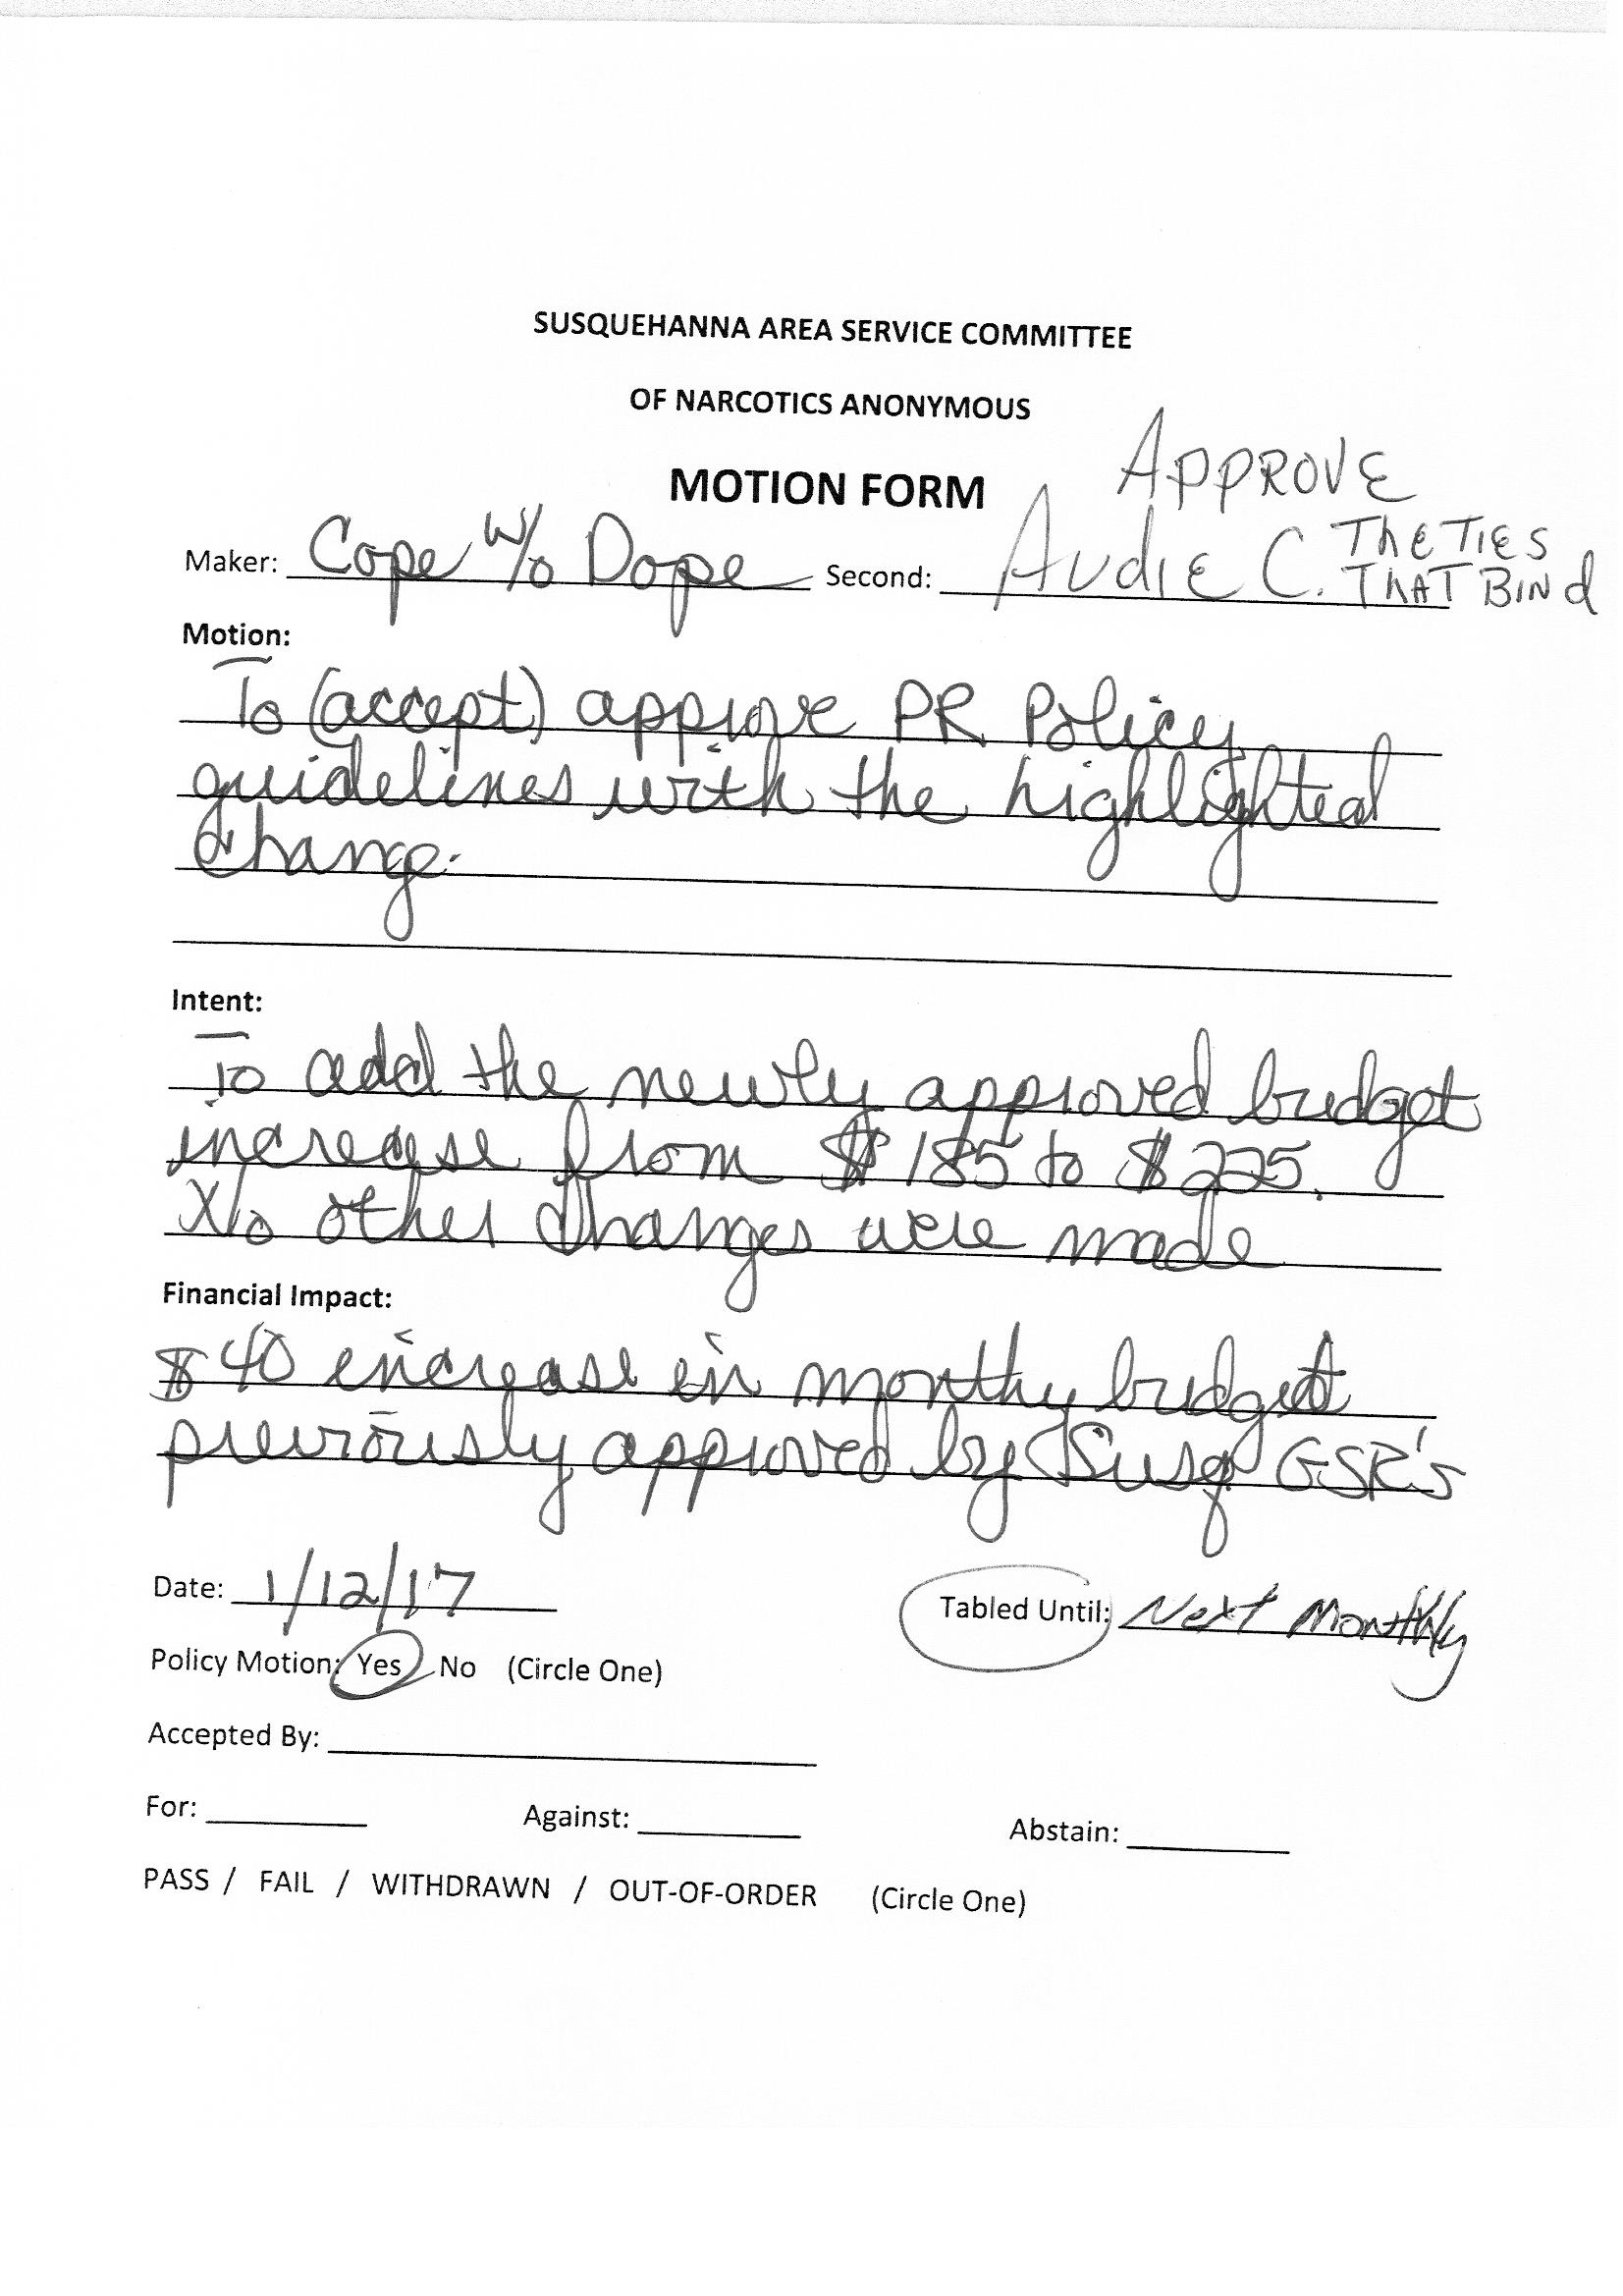 SUSQUEHANNA AREA SERVICE COMMITTEE
OF NARCOTICS ANONYMOUS
APPROVE
MOTION FORM
Maker: Cope w/o Dope Second: Audie C. The Ties
That Bind
Motion:
To (accept) approve PR Policy
guidelines with the highlighted
change.
Intent:
To add the newly approved budget
increase from $185 to $225.
No other changes were made
Financial Impact:
$40 increase in monthy budget
previously approved by Susq GSR's
Date: 1/12/17 Tabled Until: Next Monthly
Policy Motion: Yes No (Circle One)
Accepted By:
For: Against: Abstain:
PASS / FAIL / WITHDRAWN / OUT-OF-ORDER (Circle One)